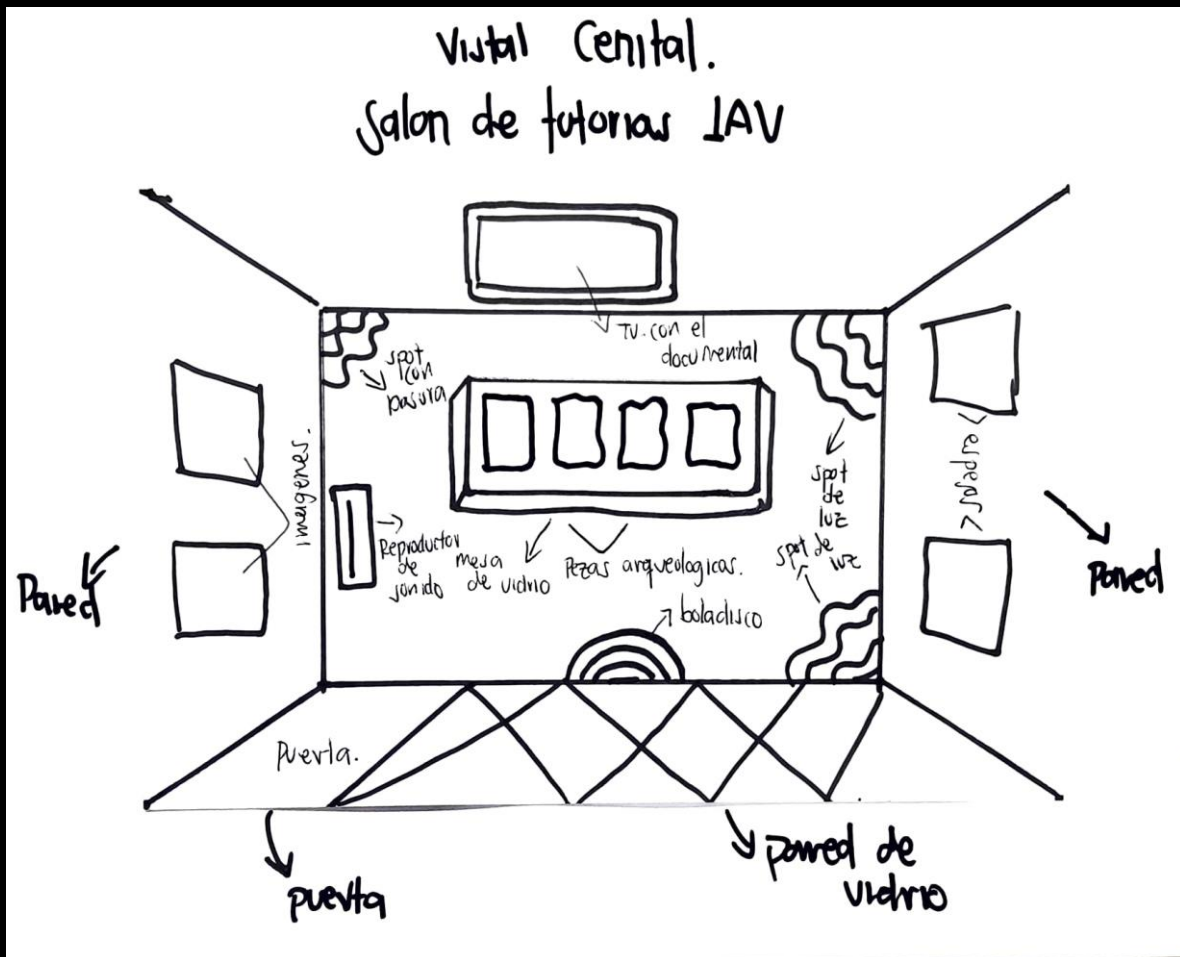 Vistal Cenital.
Salon de tutorias IAV
TV. con el
documental
spot
con
basura
imagenes.
spot
de
luz
espejos
Pared
Pared
Reproductor
de
sonido
mesa
de vidrio
Pezas arqueologicas.
spot de
luz
boladisco
Puerta.
puerta
pared de
vidrio